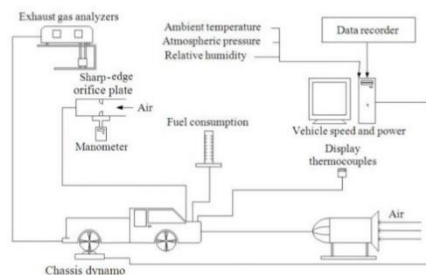 Exhaust gas analyzers
Sharp-edge
orifice plate
Air
Manometer
Fuel consumption
Ambient temperature
Atmospheric pressure
Relative humidity
Data recorder
Vehicle speed and power
Display
thermocouples
Air
Chassis dynamo